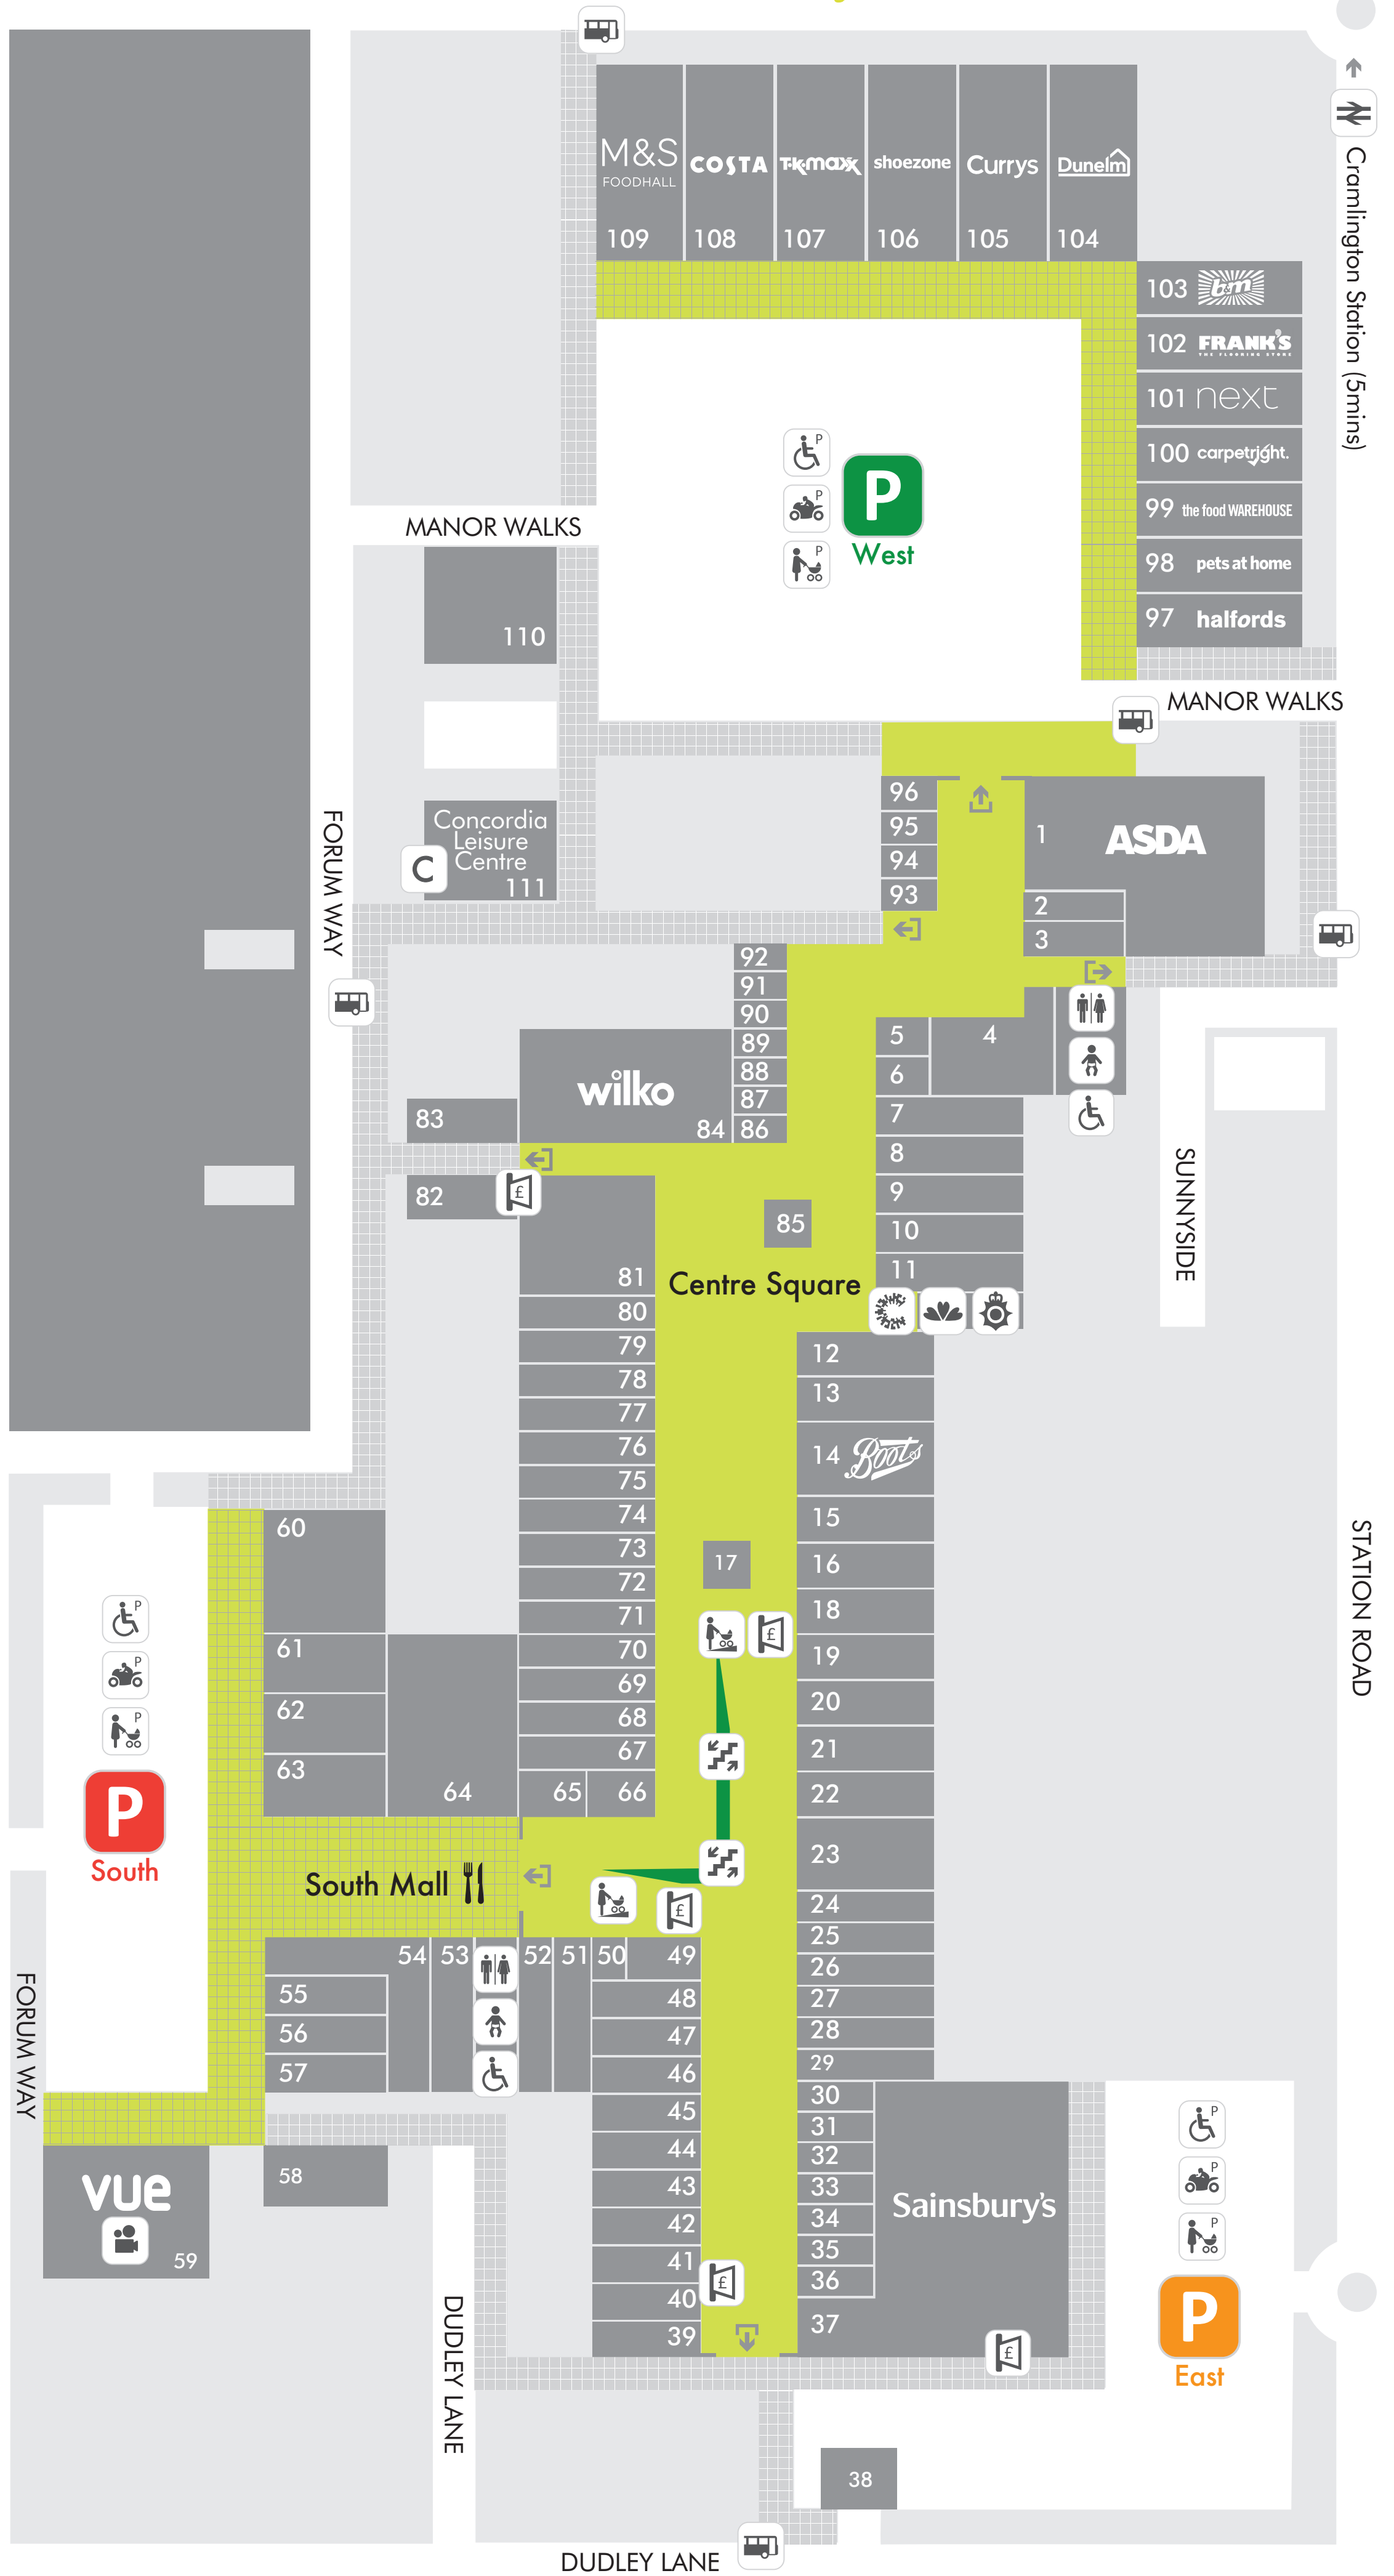 M&S
FOODHALL
109
COSTA
108
TK maxx
107
shoezone
106
Currys
105
Dunelm
104
Cramlington Station (5mins)
103 b&m
102 FRANK'S
THE FLOORING STORE
101 next
100 carpetright.
99 the food WAREHOUSE
98 pets at home
97 halfords
P
P
P
P
West
MANOR WALKS
110
MANOR WALKS
FORUM WAY
Concordia
Leisure
Centre
111
C
96
95
94
93
1 ASDA
2
3
92
91
90
89
88
87
86
wilko
84
83
82
£
5
6
4
7
8
9
10
11
SUNNYSIDE
85
Centre Square
81
80
79
78
77
76
75
74
73
72
71
70
69
68
67
66
65
64
12
13
14 Boots
15
16
17
£
18
19
20
21
22
23
24
25
26
27
28
29
STATION ROAD
60
61
62
63
P
P
P
P
South
South Mall
£
FORUM WAY
54
53
52
51
50
49
55
56
57
48
47
46
45
44
43
42
41
40
39
£
58
vue
59
30
31
32
33
34
35
36
37
Sainsbury's
£
P
P
P
P
East
DUDLEY LANE
38
DUDLEY LANE